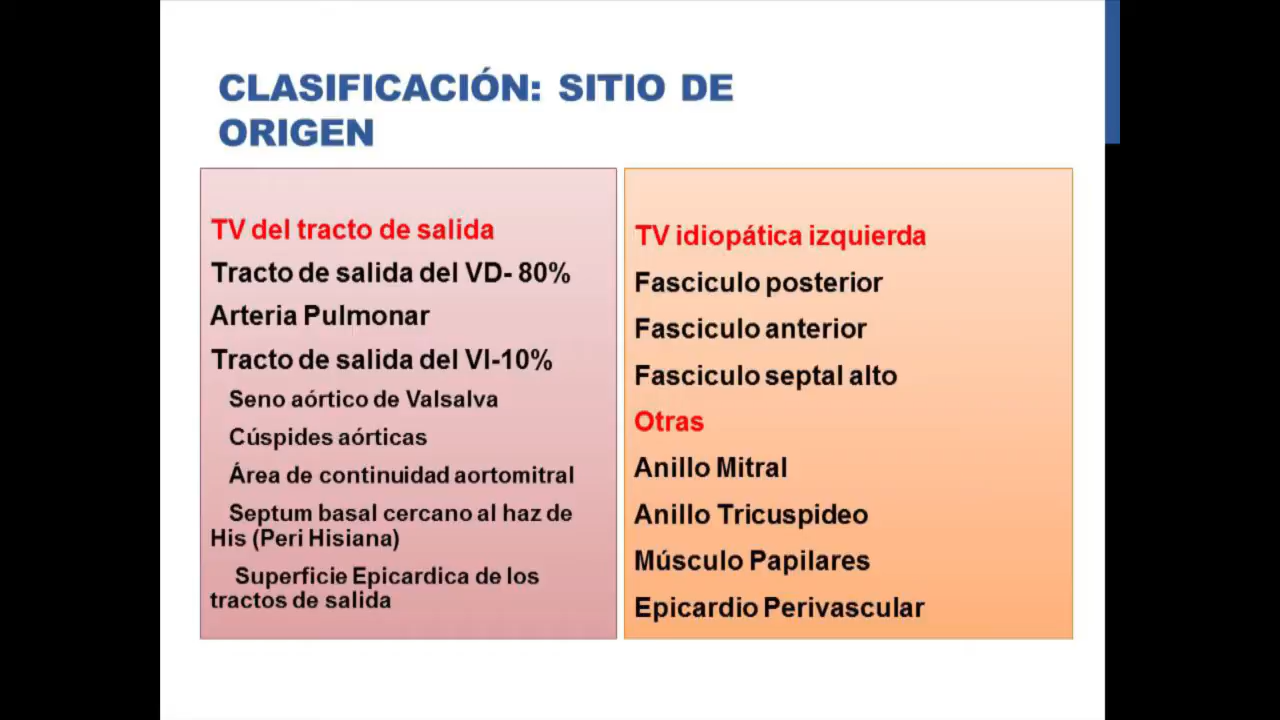 CLASIFICACIÓN: SITIO DE
ORIGEN
TV del tracto de salida
Tracto de salida del VD- 80%
Arteria Pulmonar
Tracto de salida del VI-10%
Seno aórtico de Valsalva
Cúspides aórticas
Área de continuidad aortomitral
Septum basal cercano al haz de
His (Peri Hisiana)
Superficie Epicardica de los
tractos de salida
TV idiopática izquierda
Fasciculo posterior
Fasciculo anterior
Fasciculo septal alto
Otras
Anillo Mitral
Anillo Tricuspideo
Músculo Papilares
Epicardio Perivascular